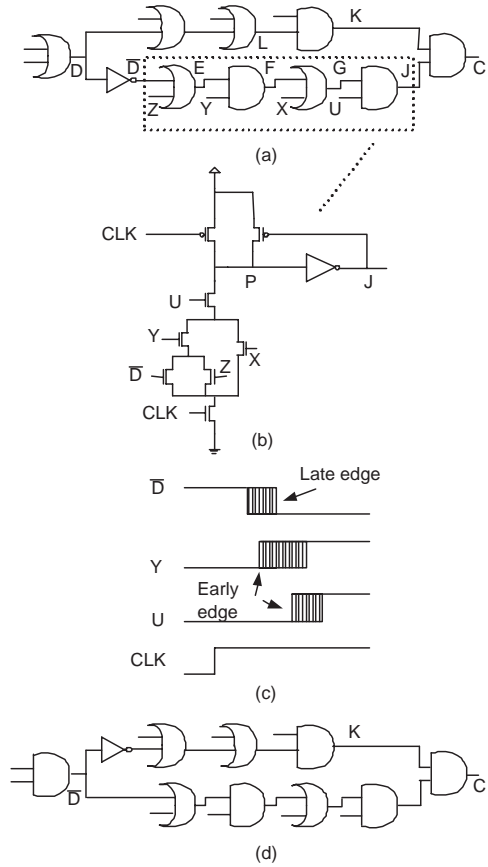 K
L
D
D̅
E
F
G
J
C
Z
Y
X
U
(a)
CLK
P
J
U
Y
D̅
Z
X
CLK
(b)
D̅
Late edge
Y
Early
edge
U
CLK
(c)
K
D̅
C
(d)